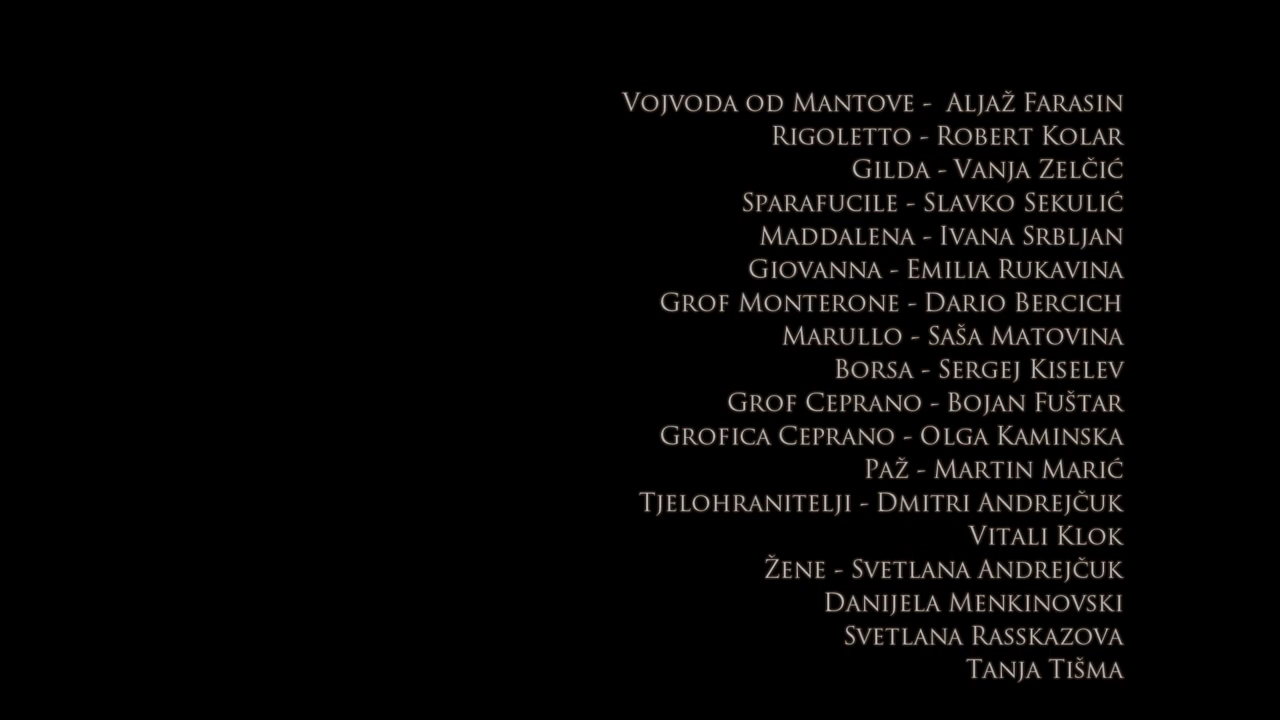 Vojvoda od Mantove -  Aljaž Farasin
Rigoletto - Robert Kolar
Gilda - Vanja Zelčić
Sparafucile - Slavko Sekulić
Maddalena - Ivana Srbljan
Giovanna - Emilia Rukavina
Grof Monterone - Dario Bercich
Marullo - Saša Matovina
Borsa - Sergej Kiselev
Grof Ceprano - Bojan Fuštar
Grofica Ceprano - Olga Kaminska
Paž - Martin Marić
Tjelohranitelji - Dmitri Andrejčuk
Vitali Klok
Žene - Svetlana Andrejčuk
Danijela Menkinovski
Svetlana Rasskazova
Tanja Tišma